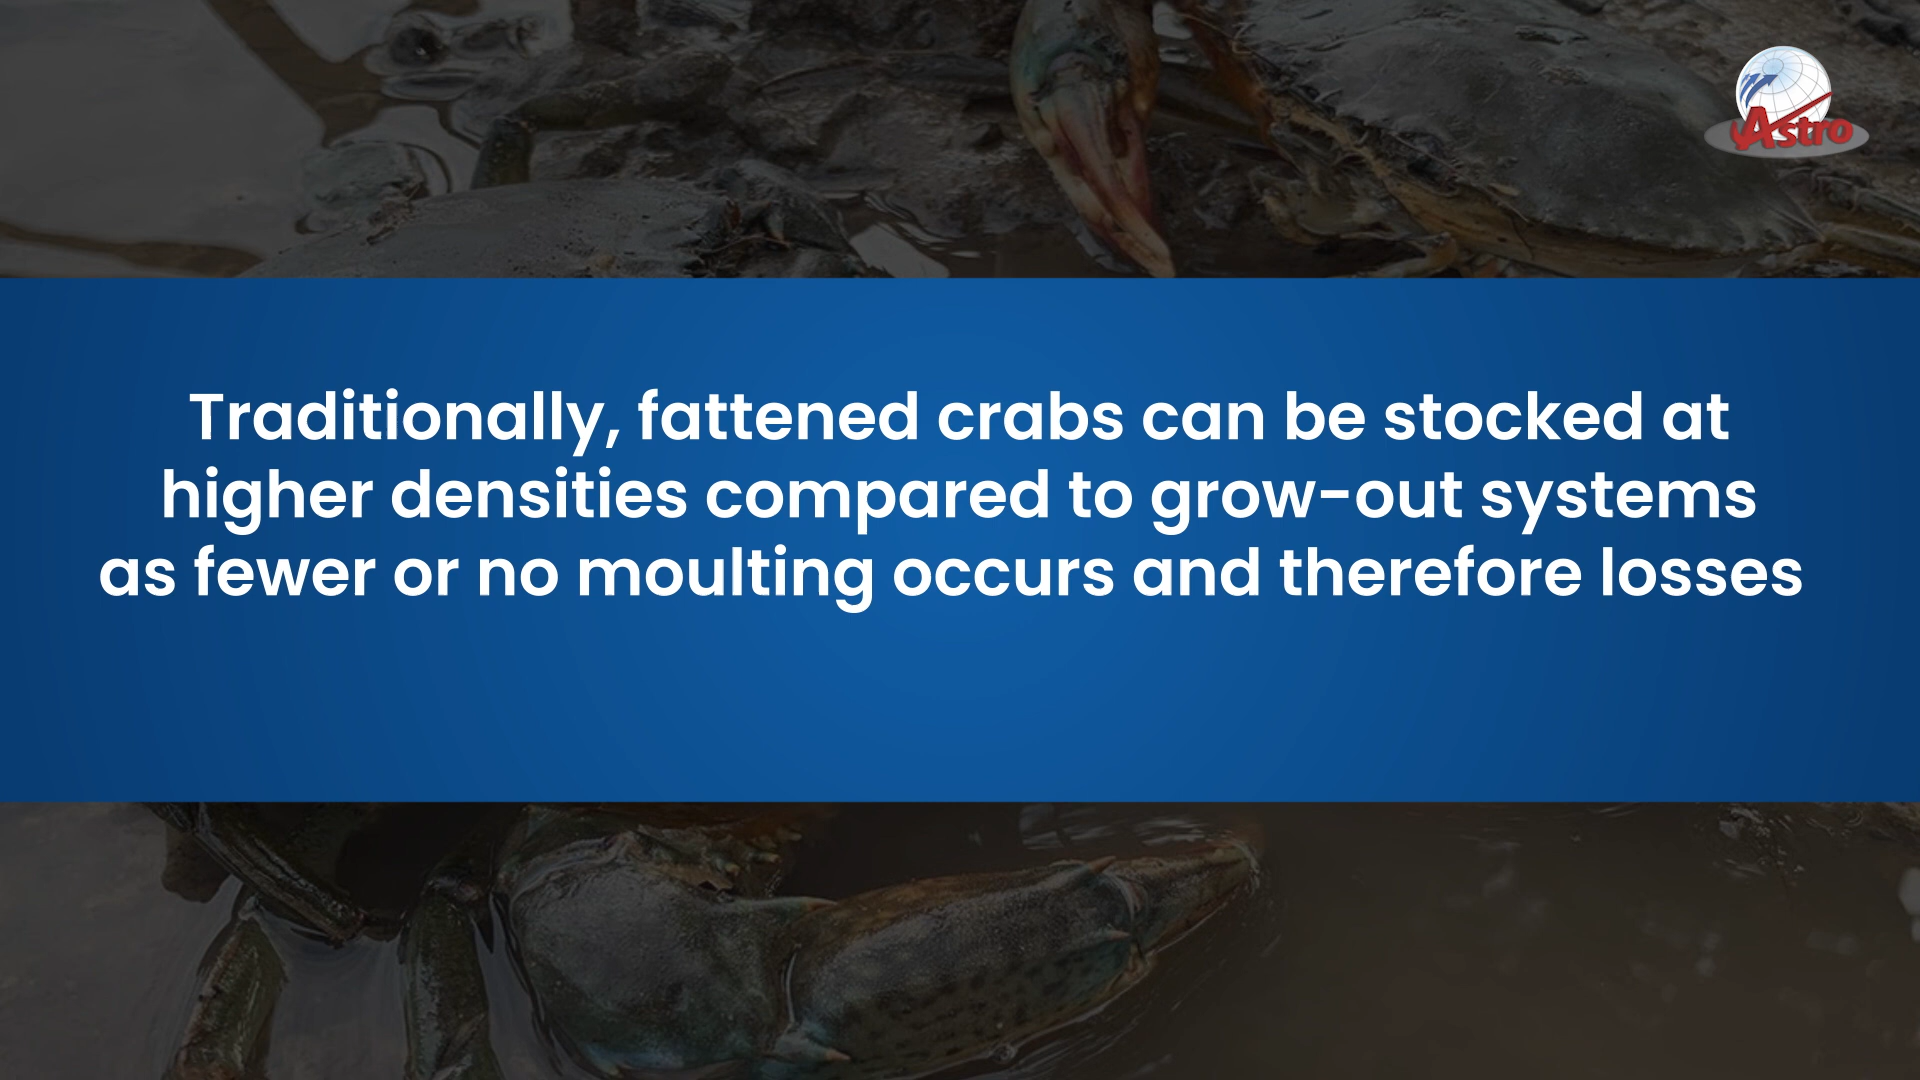 Astro
Traditionally, fattened crabs can be stocked at
higher densities compared to grow-out systems
as fewer or no moulting occurs and therefore losses